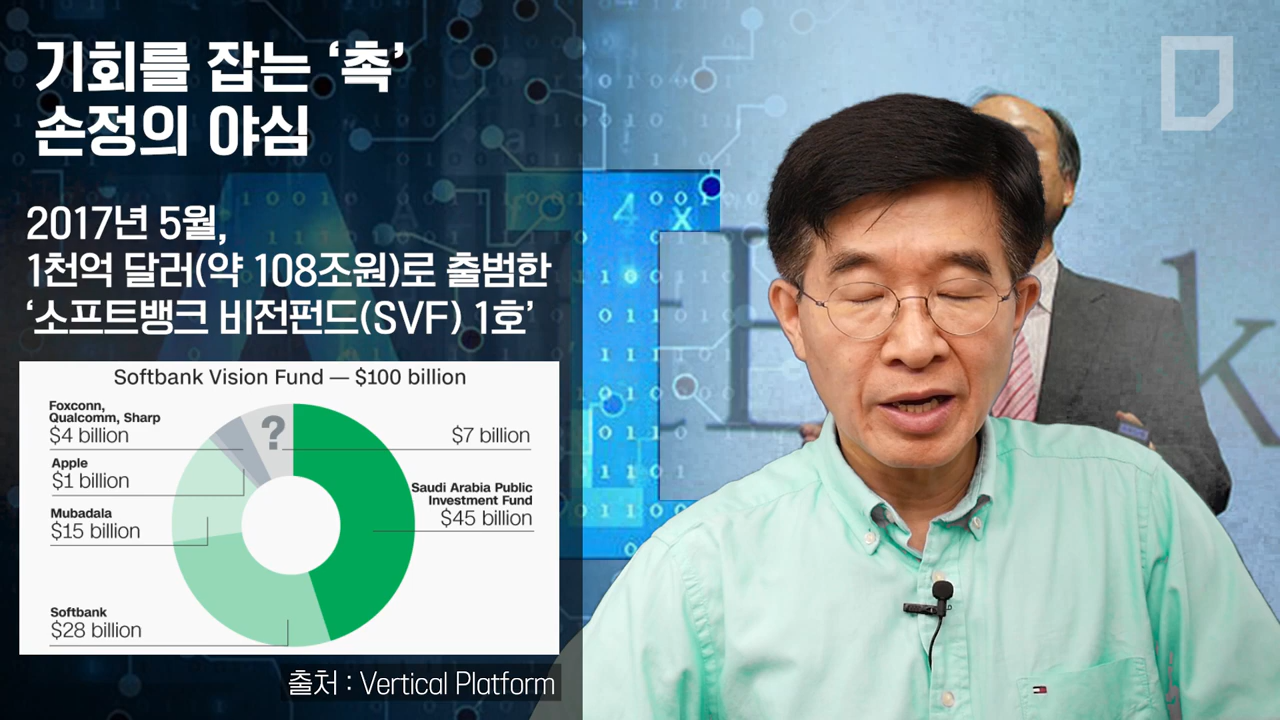 기회를 잡는 ‘촉’
손정의 야심
2017년 5월,
1천억 달러(약 108조원)로 출범한
‘소프트뱅크 비전펀드(SVF) 1호’
Softbank Vision Fund — $100 billion
Foxconn,
Qualcomm, Sharp
$4 billion
?
$7 billion
Apple
$1 billion
Saudi Arabia Public
Investment Fund
$45 billion
Mubadala
$15 billion
Softbank
$28 billion
출처 : Vertical Platform